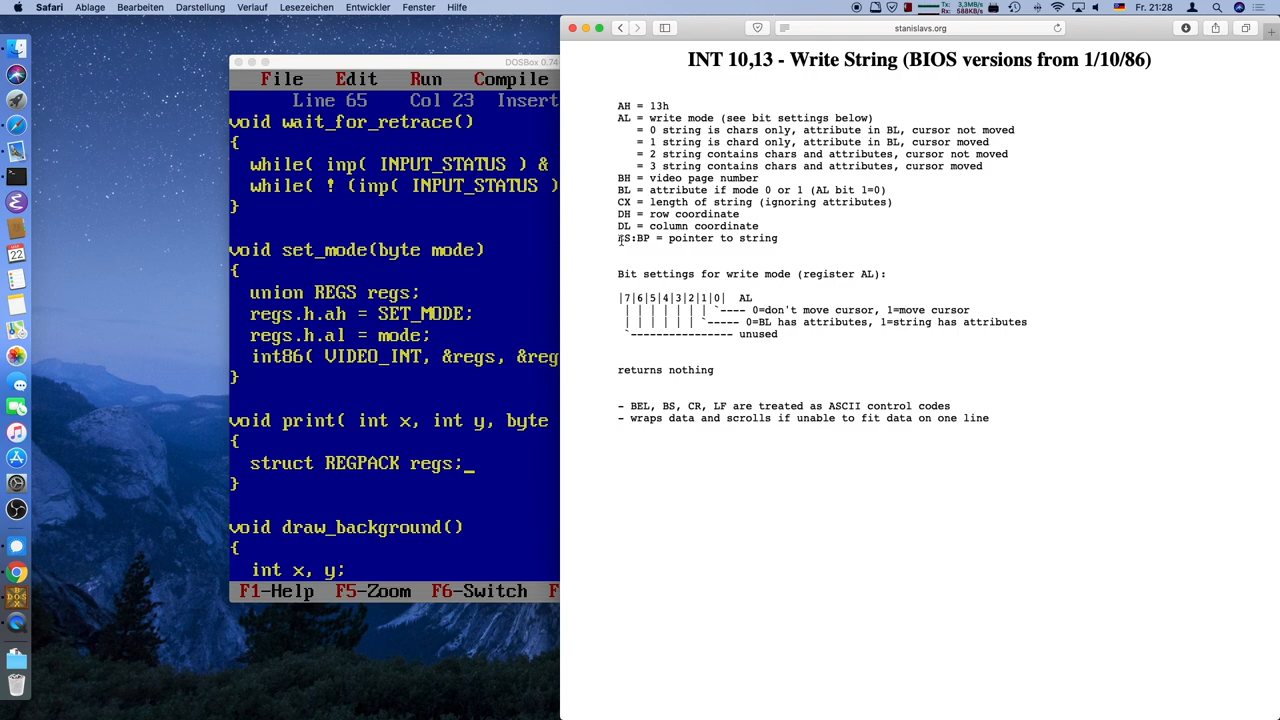 Safari Ablage Bearbeiten Darstellung Verlauf Lesezeichen Entwickler Fenster Hilfe
Tx: 3,3MB/s
Rx: 588KB/s
Fr. 21:28
DOSBox 0.74
File Edit Run Compile
Line 65 Col 23 Insert
void wait_for_retrace()
{
while( inp( INPUT_STATUS ) &
while( ! (inp( INPUT_STATUS )
}
void set_mode(byte mode)
{
union REGS regs;
regs.h.ah = SET_MODE;
regs.h.al = mode;
int86( VIDEO_INT, &regs, &reg
}
void print( int x, int y, byte
{
struct REGPACK regs;_
}
void draw_background()
{
int x, y;
F1-Help F5-Zoom F6-Switch F
stanislavs.org
INT 10,13 - Write String (BIOS versions from 1/10/86)
AH = 13h
AL = write mode (see bit settings below)
= 0 string is chars only, attribute in BL, cursor not moved
= 1 string is chard only, attribute in BL, cursor moved
= 2 string contains chars and attributes, cursor not moved
= 3 string contains chars and attributes, cursor moved
BH = video page number
BL = attribute if mode 0 or 1 (AL bit 1=0)
CX = length of string (ignoring attributes)
DH = row coordinate
DL = column coordinate
ES:BP = pointer to string
Bit settings for write mode (register AL):
|7|6|5|4|3|2|1|0| AL
| | | | | | | `---- 0=don't move cursor, 1=move cursor
| | | | | | `----- 0=BL has attributes, 1=string has attributes
`---------------- unused
returns nothing
- BEL, BS, CR, LF are treated as ASCII control codes
- wraps data and scrolls if unable to fit data on one line